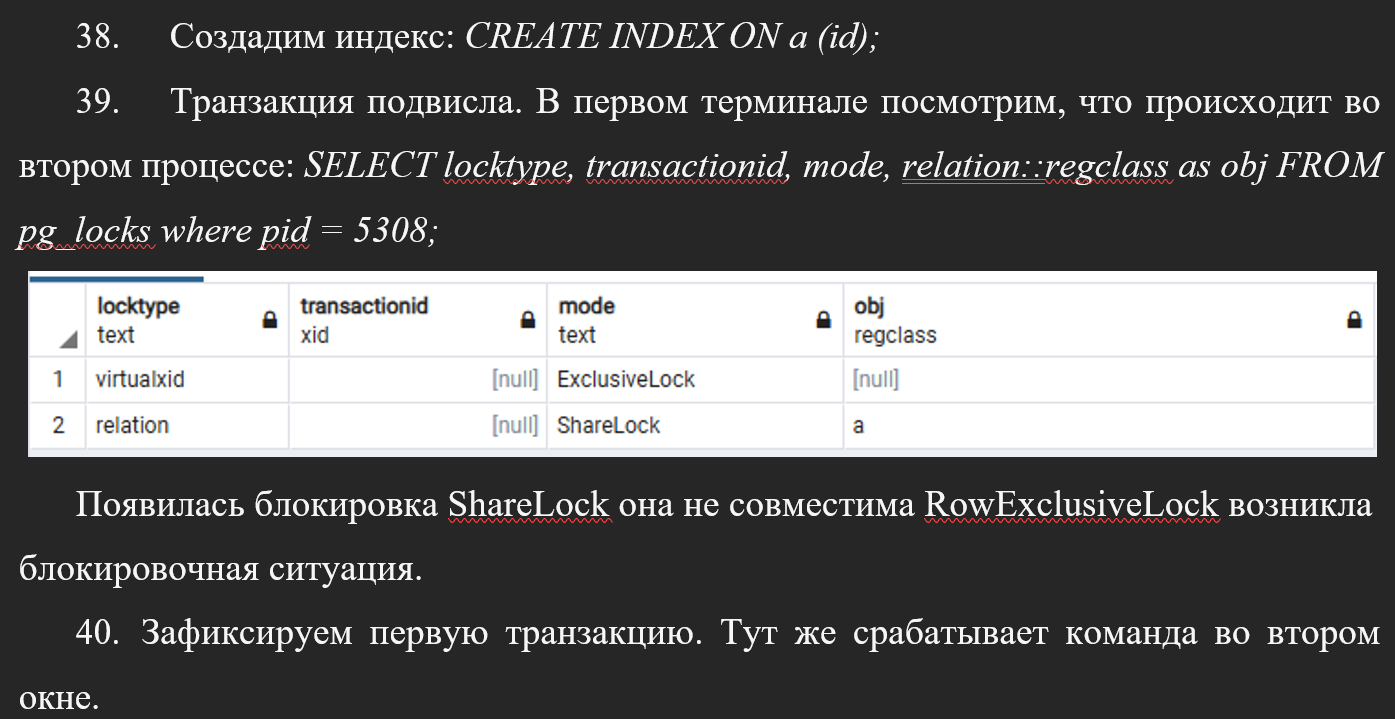 38. Создадим индекс: CREATE INDEX ON a (id);
39. Транзакция подвисла. В первом терминале посмотрим, что происходит во
втором процессе: SELECT locktype, transactionid, mode, relation::regclass as obj FROM
pg_locks where pid = 5308;
locktype transactionid mode obj
text xid text regclass
1 virtualxid [null] ExclusiveLock [null]
2 relation [null] ShareLock a
Появилась блокировка ShareLock она не совместима RowExclusiveLock возникла
блокировочная ситуация.
40. Зафиксируем первую транзакцию. Тут же срабатывает команда во втором
окне.